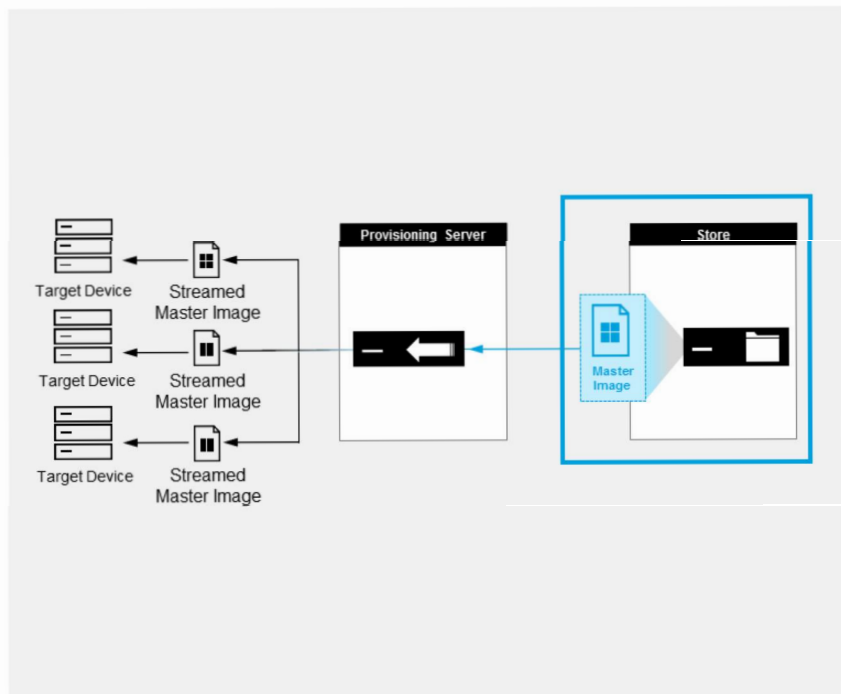 Provisioning Server
Store
Target Device
Streamed
Master Image
Target Device
Streamed
Master Image
Master
Image
Target Device
Streamed
Master Image